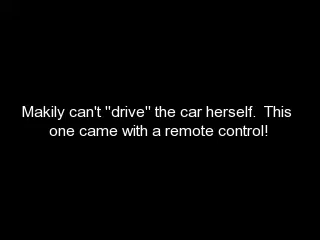 Makily can't "drive" the car herself.  This
one came with a remote control!